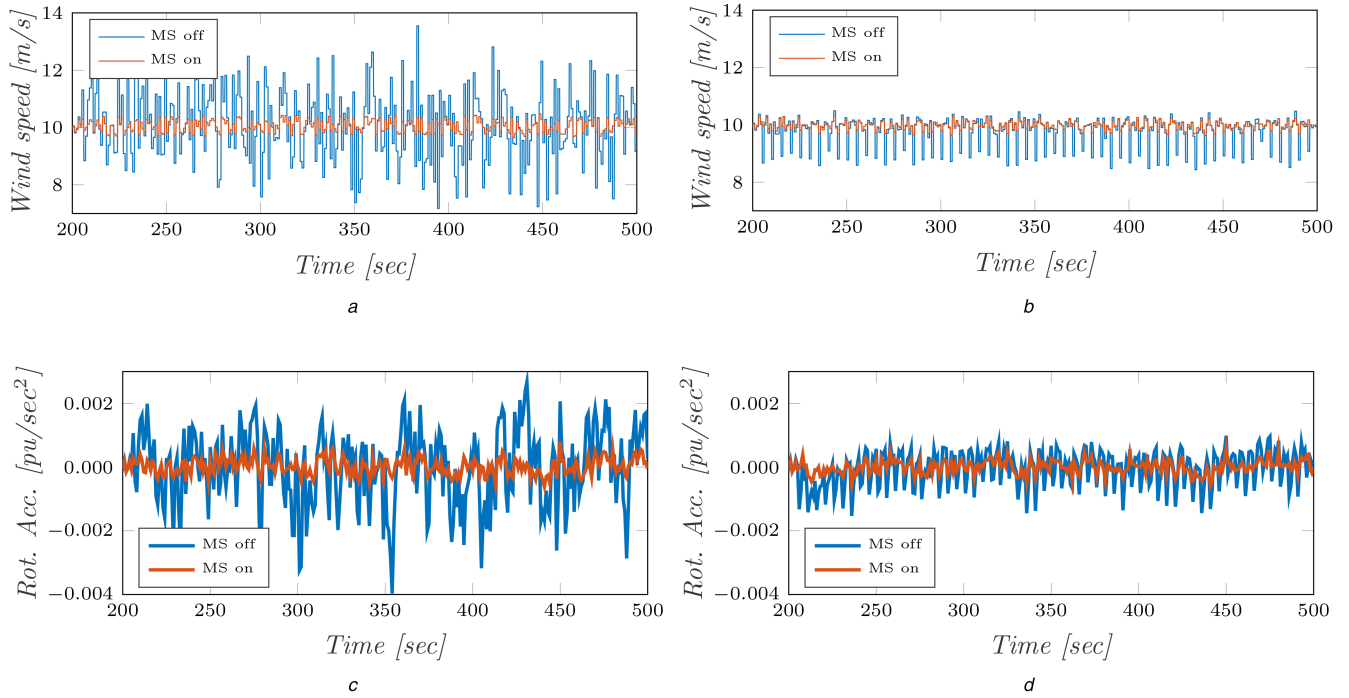 Wind speed [m/s]
14
12
10
8
MS off
MS on
200 250 300 350 400 450 500
Time [sec]
a
Wind speed [m/s]
14
12
10
8
MS off
MS on
200 250 300 350 400 450 500
Time [sec]
b
Rot. Acc. [pu/sec²]
0.002
0.000
−0.002
−0.004
MS off
MS on
200 250 300 350 400 450 500
Time [sec]
c
Rot. Acc. [pu/sec²]
0.002
0.000
−0.002
−0.004
MS off
MS on
200 250 300 350 400 450 500
Time [sec]
d